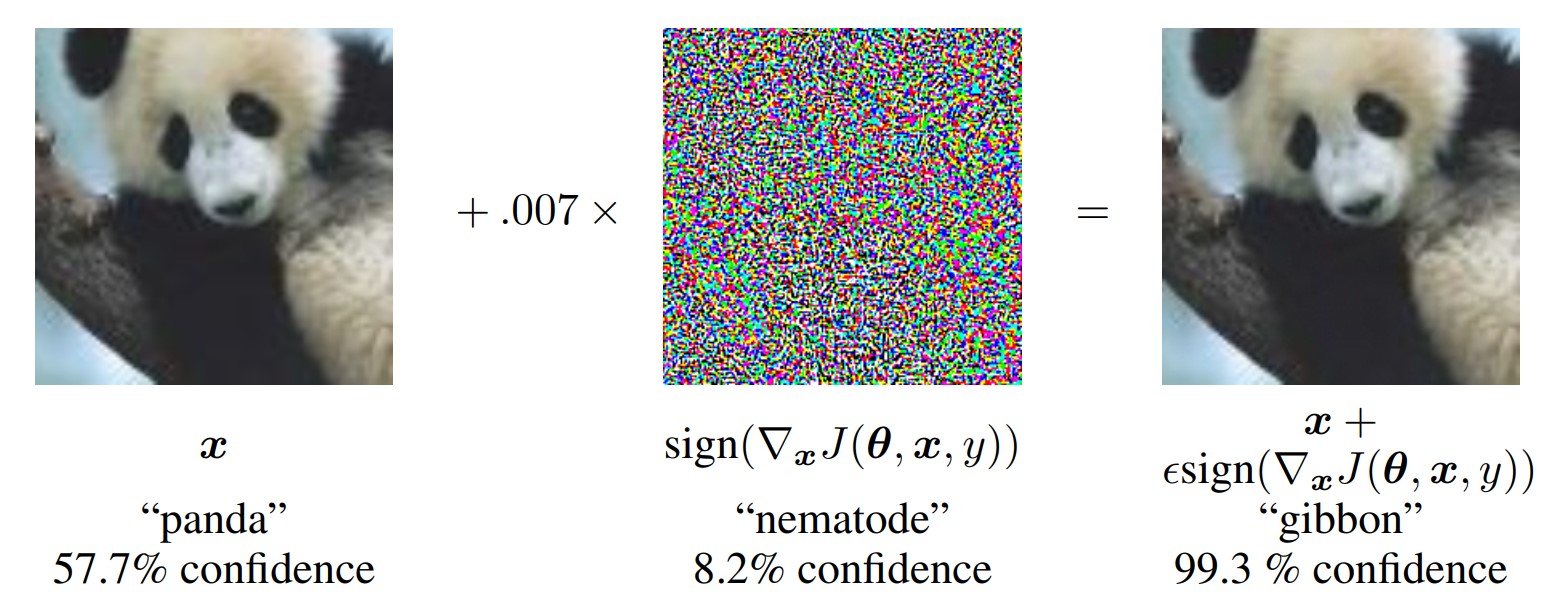 + .007 ×
=
x
sign(∇ₓJ(θ, x, y))
x +
ϵsign(∇ₓJ(θ, x, y))
“panda”
“nematode”
“gibbon”
57.7% confidence
8.2% confidence
99.3 % confidence